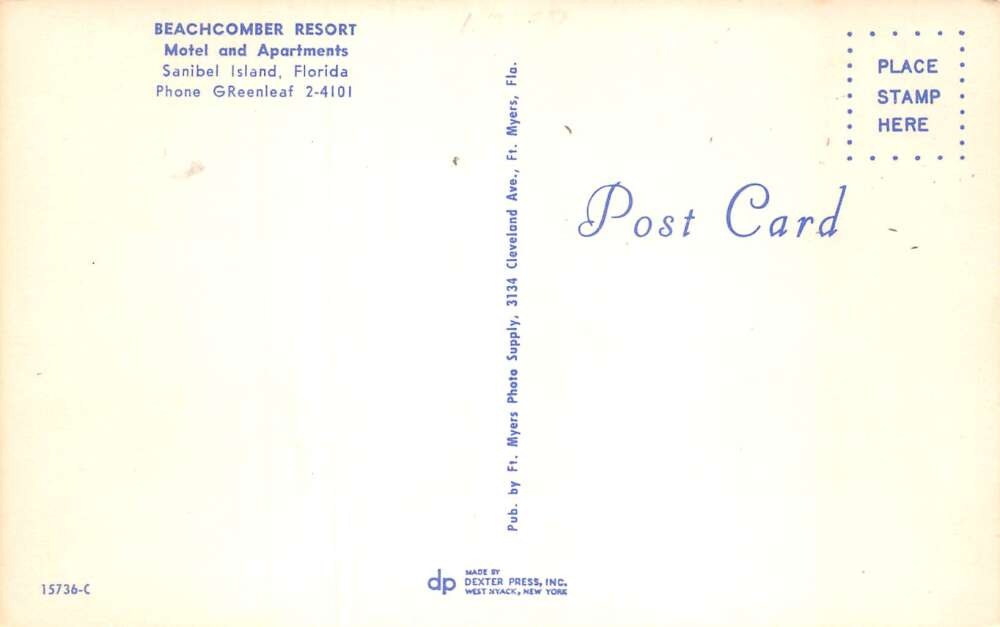 BEACHCOMBER RESORT
Motel and Apartments
Sanibel Island, Florida
Phone GReenleaf 2-4101
Pub. by Ft. Myers Photo Supply, 3134 Cleveland Ave., Ft. Myers, Fla.
PLACE
STAMP
HERE
Post Card
15736-C
dp
MADE BY
DEXTER PRESS, INC.
WEST NYACK, NEW YORK